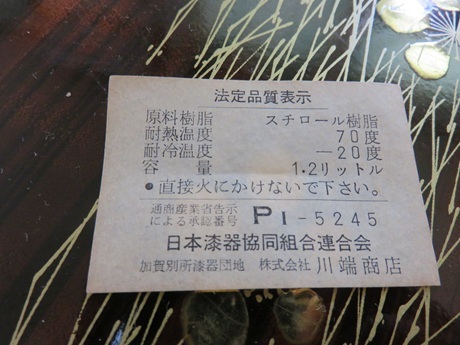 法定品質表示
原料樹脂 スチロール樹脂
耐熱温度 70度
耐冷温度 −20度
容量 1.2リットル
●直接火にかけないで下さい。
通商産業省告示
による承認番号 PI-5245
日本漆器協同組合連合会
加賀別所漆器団地 株式会社 川端商店